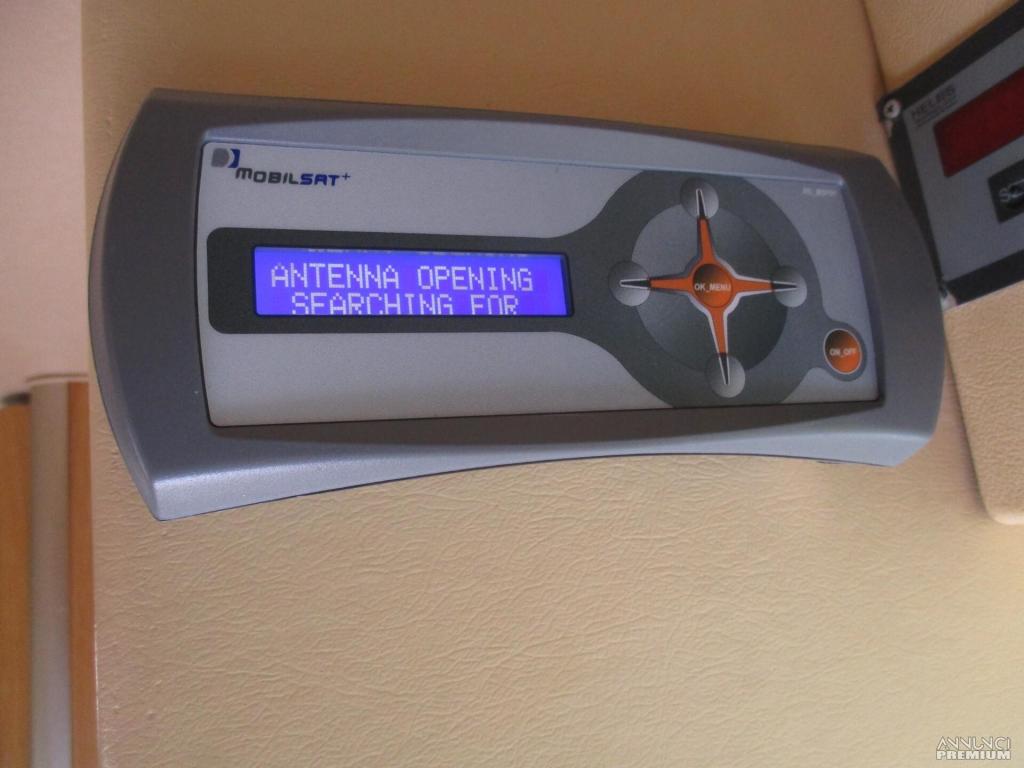 MOBILSAT+
ANTENNA OPENING
SEARCHING FOR
OK_MENU
ON_OFF
ANNUNCI
PREMIUM